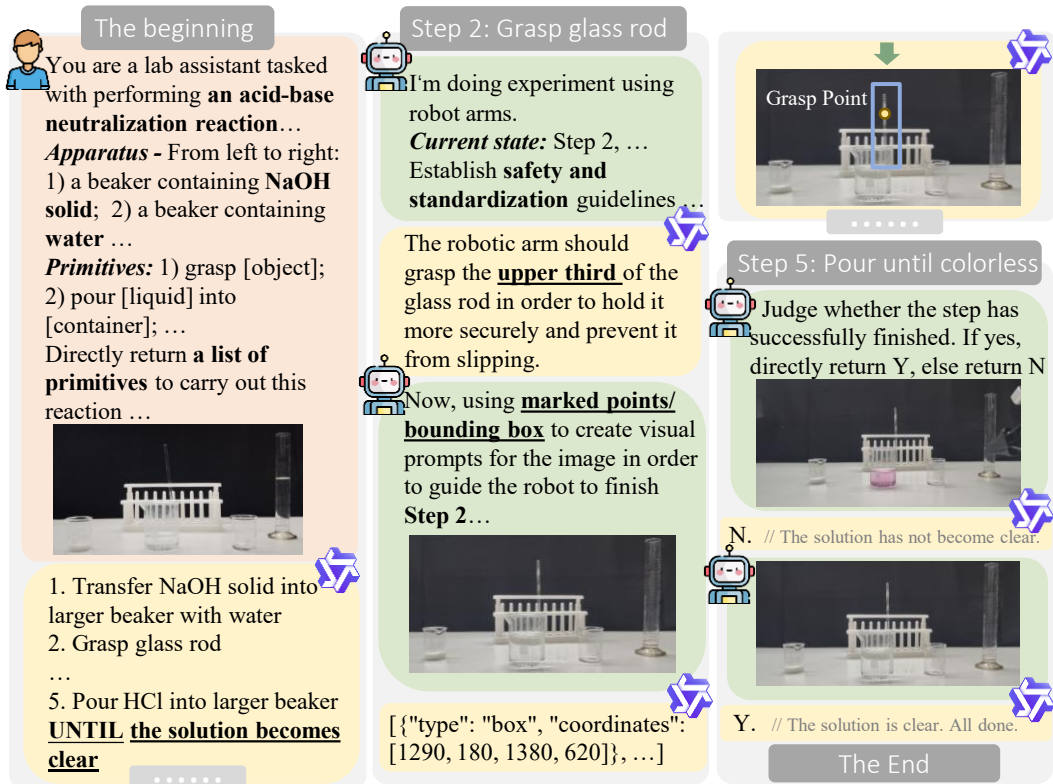 The beginning
You are a lab assistant tasked
with performing an acid-base
neutralization reaction…
Apparatus - From left to right:
1) a beaker containing NaOH
solid; 2) a beaker containing
water …
Primitives: 1) grasp [object];
2) pour [liquid] into
[container]; …
Directly return a list of
primitives to carry out this
reaction …
1. Transfer NaOH solid into
larger beaker with water
2. Grasp glass rod
…
5. Pour HCl into larger beaker
UNTIL the solution becomes
clear
......
Step 2: Grasp glass rod
I'm doing experiment using
robot arms.
Current state: Step 2, …
Establish safety and
standardization guidelines …
The robotic arm should
grasp the upper third of the
glass rod in order to hold it
more securely and prevent it
from slipping.
Now, using marked points/
bounding box to create visual
prompts for the image in order
to guide the robot to finish
Step 2…
[{"type": "box", "coordinates":
[1290, 180, 1380, 620]}, …]
Grasp Point
......
Step 5: Pour until colorless
Judge whether the step has
successfully finished. If yes,
directly return Y, else return N
N. // The solution has not become clear.
Y. // The solution is clear. All done.
The End